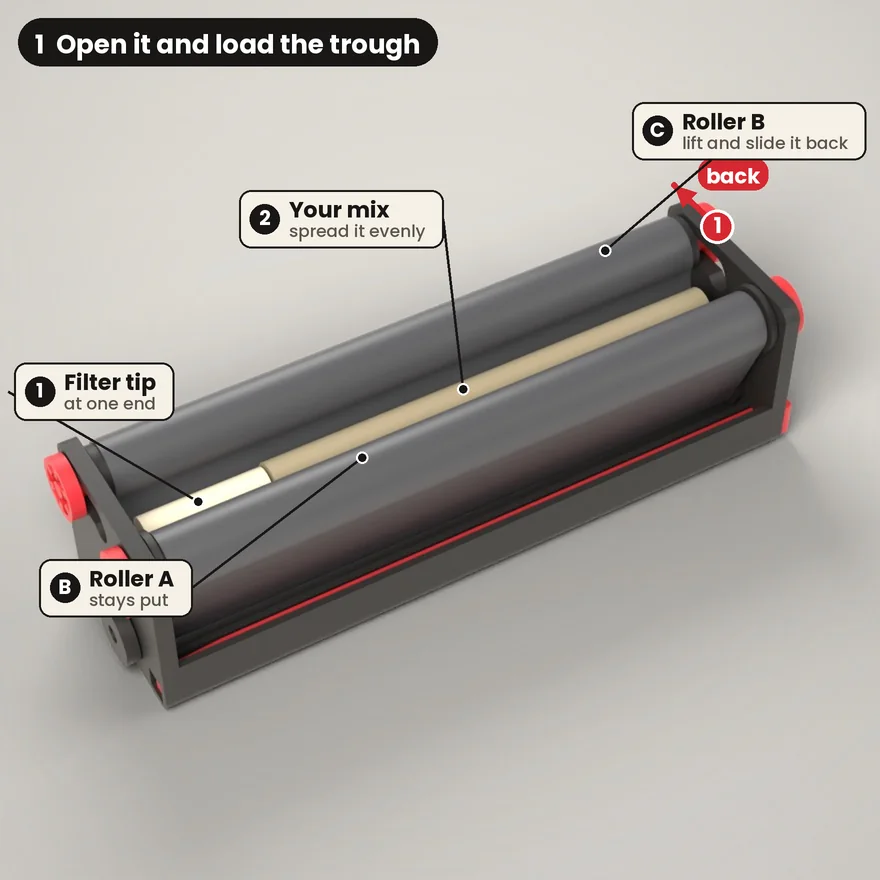 1 Open it and load the trough
C Roller B
lift and slide it back
back
1
2 Your mix
spread it evenly
1 Filter tip
at one end
B Roller A
stays put